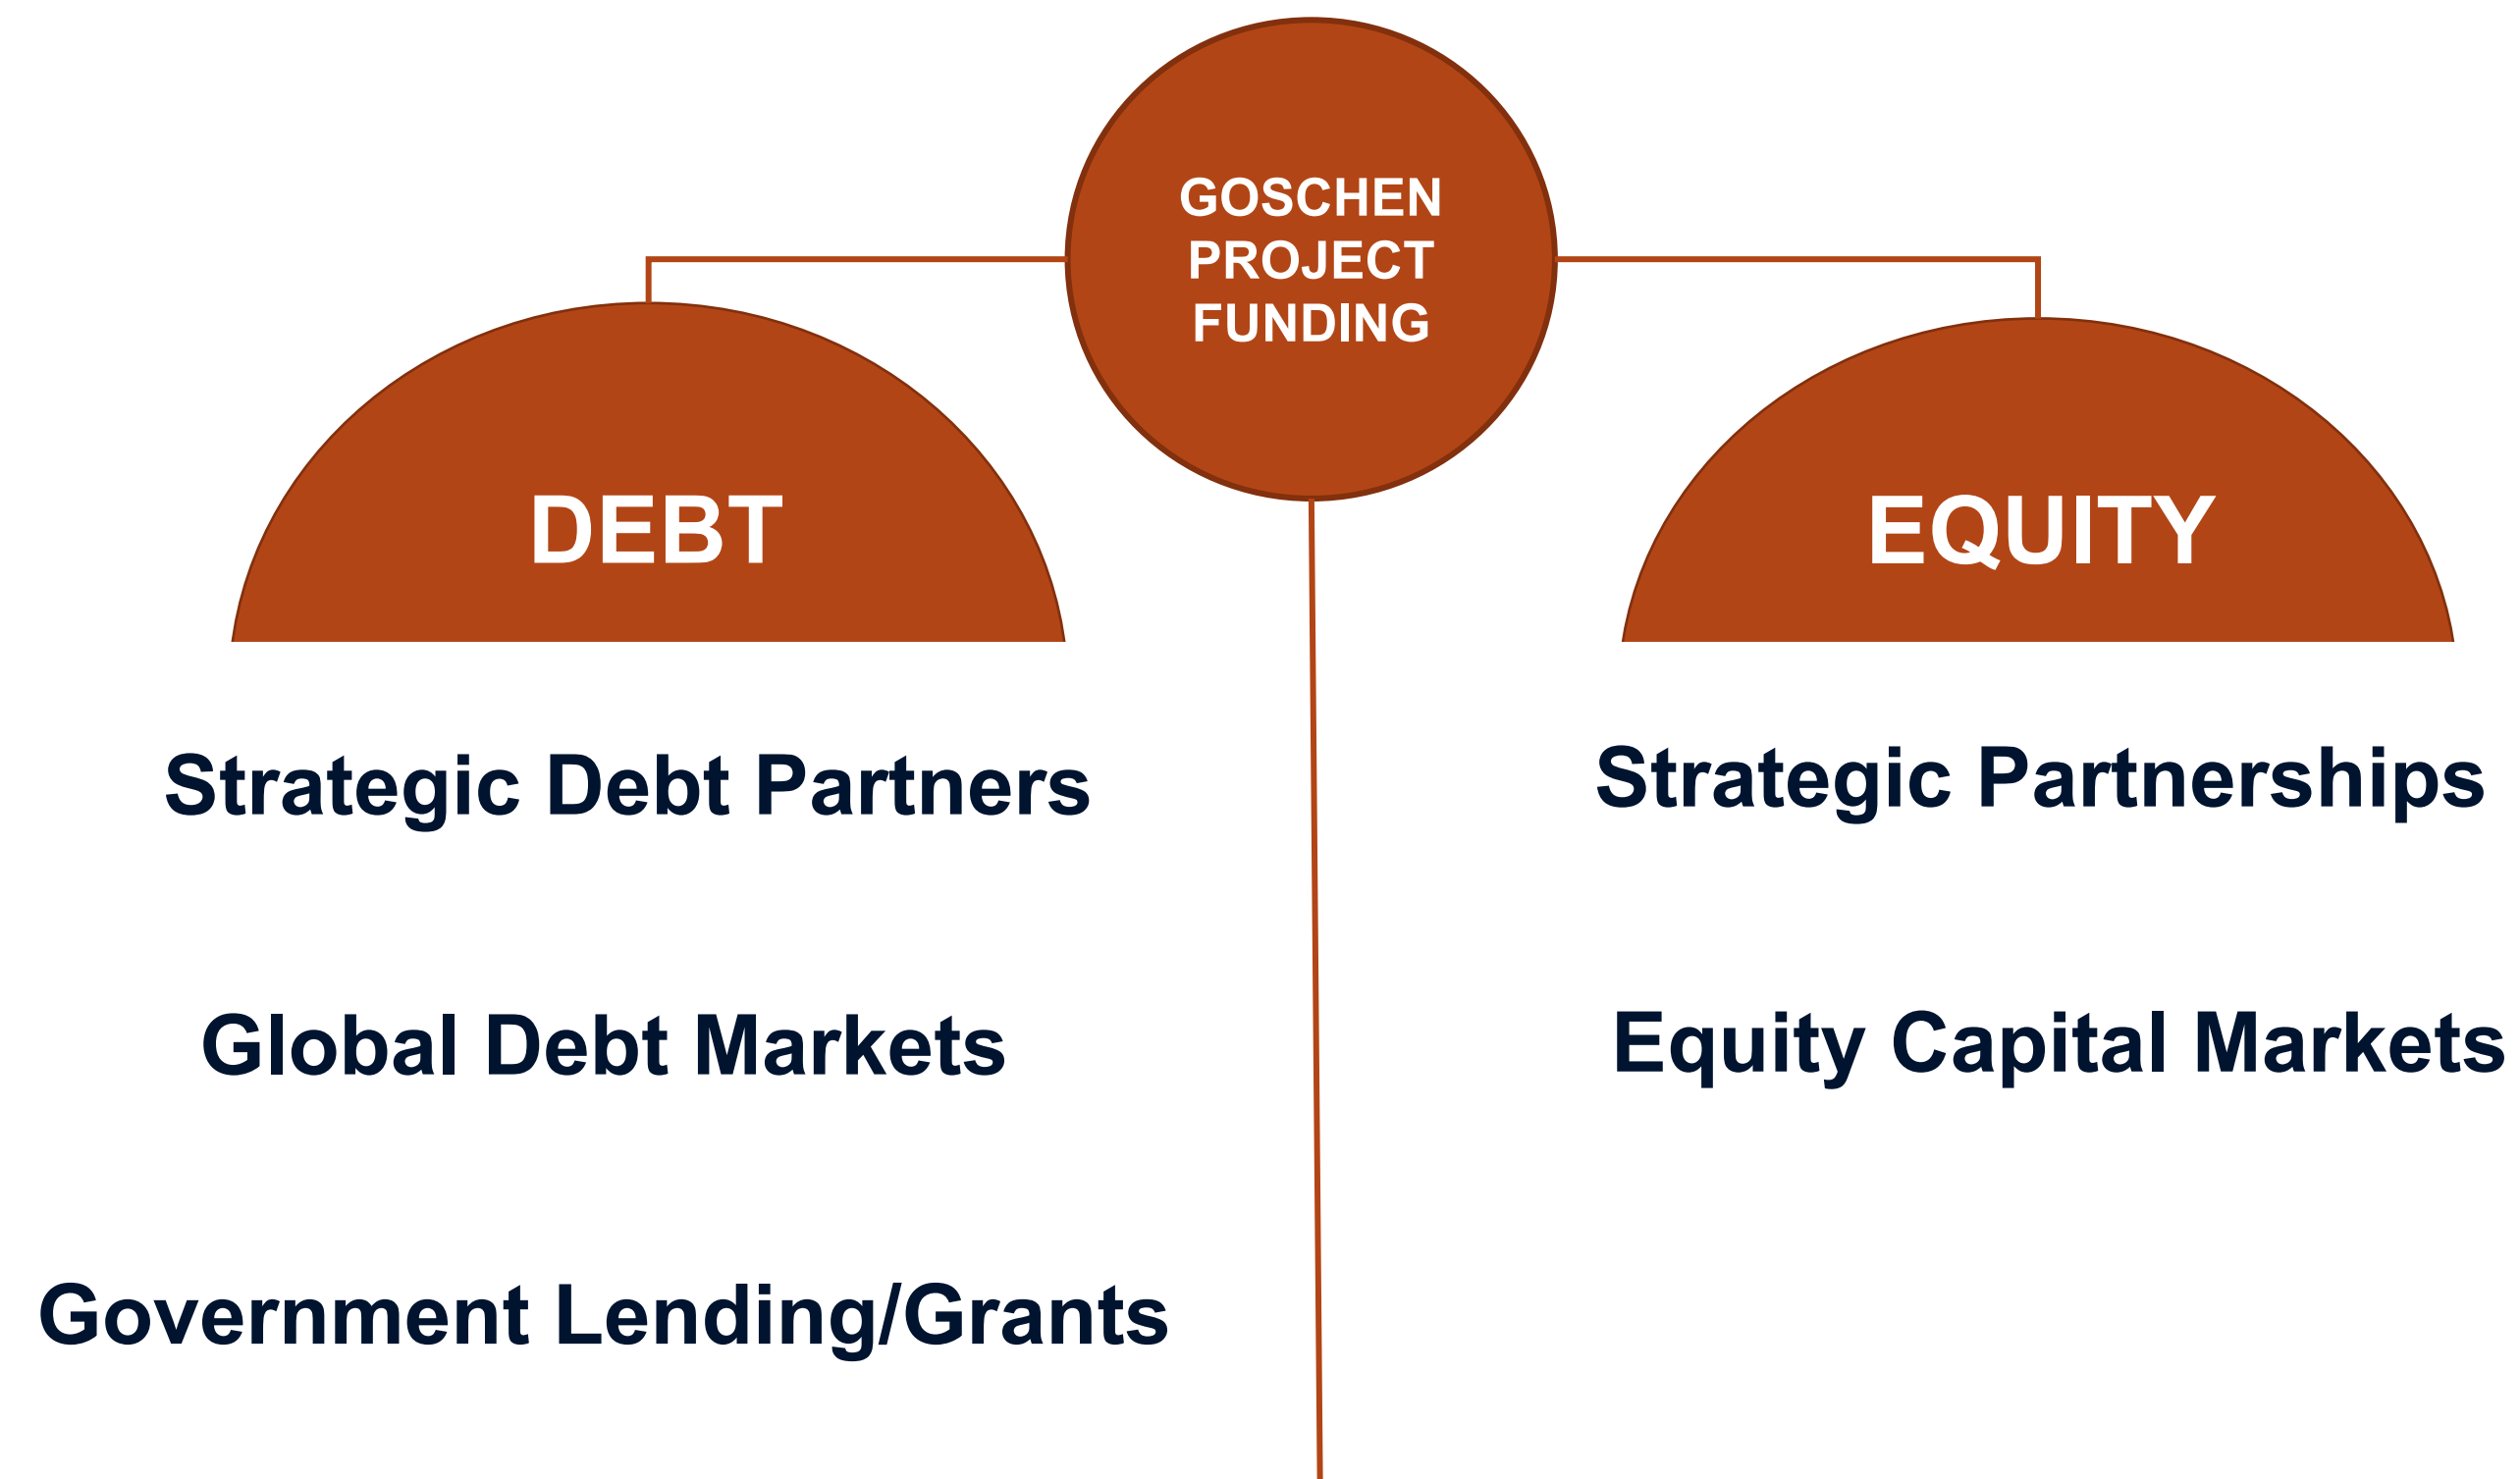 GOSCHEN
PROJECT
FUNDING
DEBT
Strategic Debt Partners
Global Debt Markets
Government Lending/Grants
EQUITY
Strategic Partnerships
Equity Capital Markets